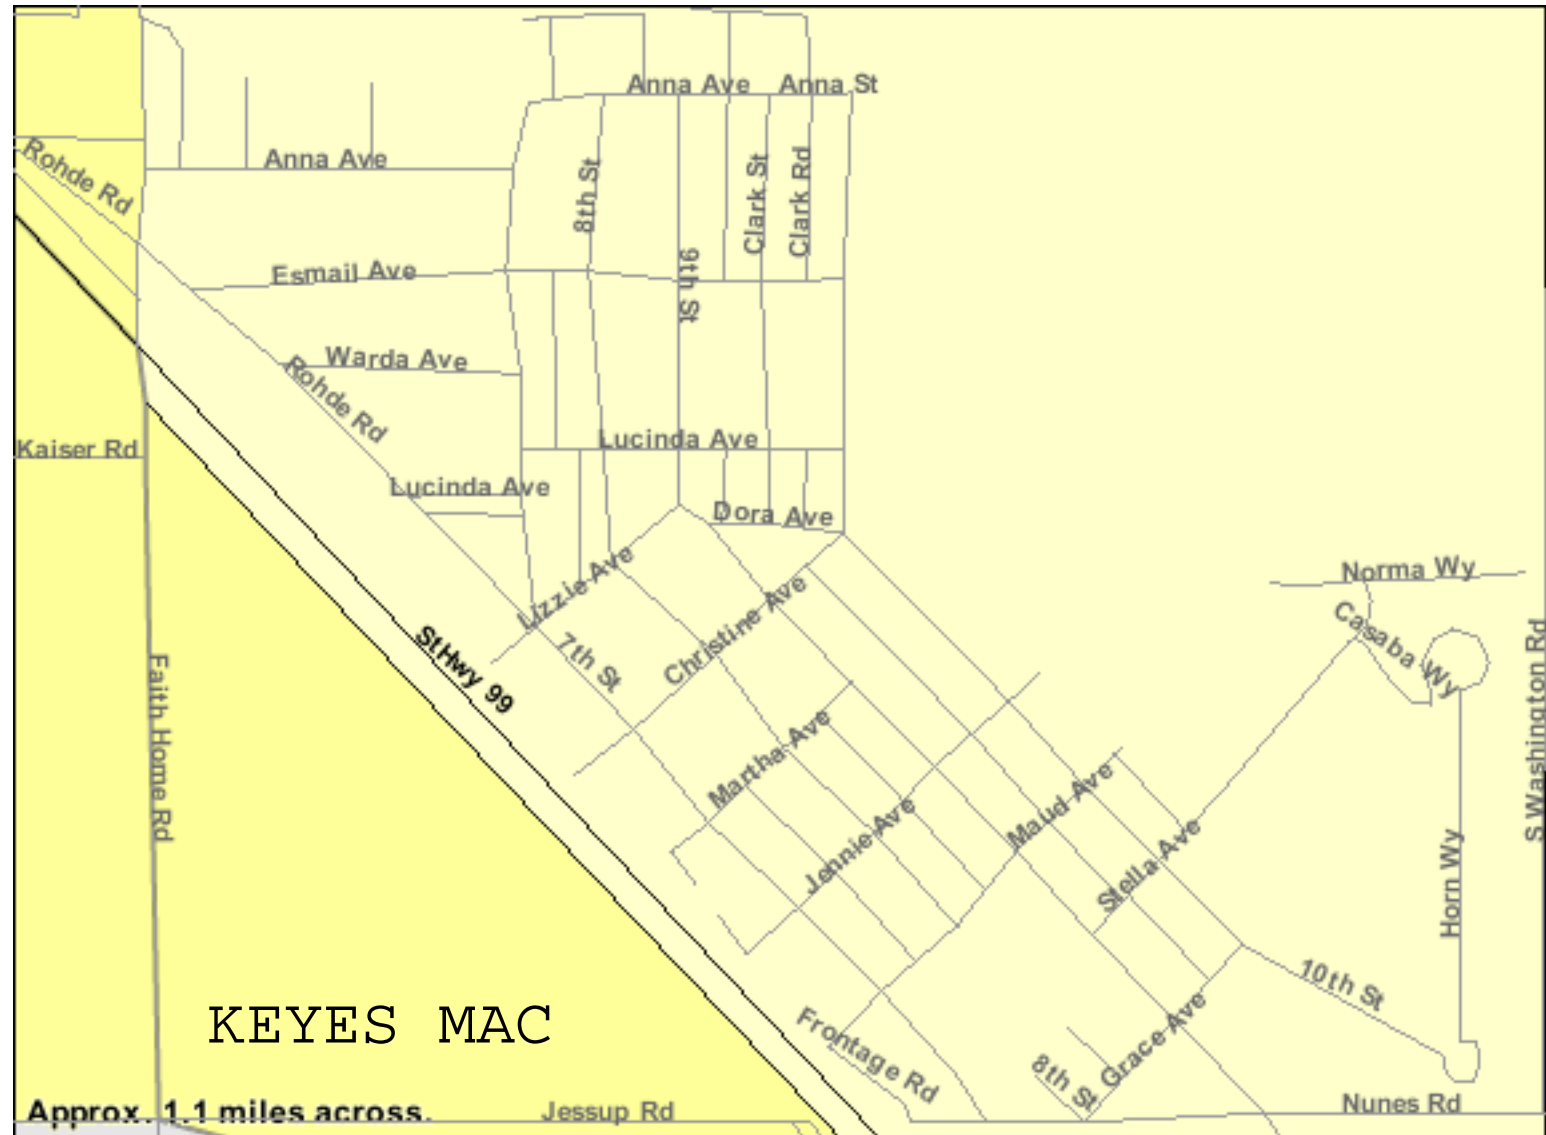 Anna Ave
Anna St
Rohde Rd
Anna Ave
8th St
Clark St
Clark Rd
Esmail Ave
9th St
Warda Ave
Rohde Rd
Kaiser Rd
Lucinda Ave
Lucinda Ave
Dora Ave
Lizzie Ave
Norma Wy
Christine Ave
Casaba Wy
7th St
St Hwy 99
S Washington Rd
Faith Home Rd
Martha Ave
Jennie Ave
Maud Ave
Stella Ave
Horn Wy
10th St
KEYES MAC
Frontage Rd
Grace Ave
8th St
Approx. 1.1 miles across.
Jessup Rd
Nunes Rd